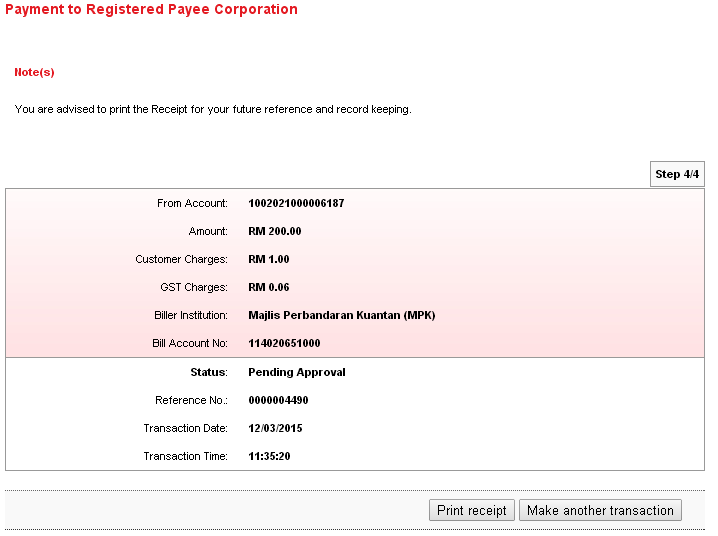 Payment to Registered Payee Corporation
Note(s)
You are advised to print the Receipt for your future reference and record keeping.
Step 4/4
From Account: 1002021000006187
Amount: RM 200.00
Customer Charges: RM 1.00
GST Charges: RM 0.06
Biller Institution: Majlis Perbandaran Kuantan (MPK)
Bill Account No: 114020651000
Status: Pending Approval
Reference No.: 0000004490
Transaction Date: 12/03/2015
Transaction Time: 11:35:20
Print receipt Make another transaction